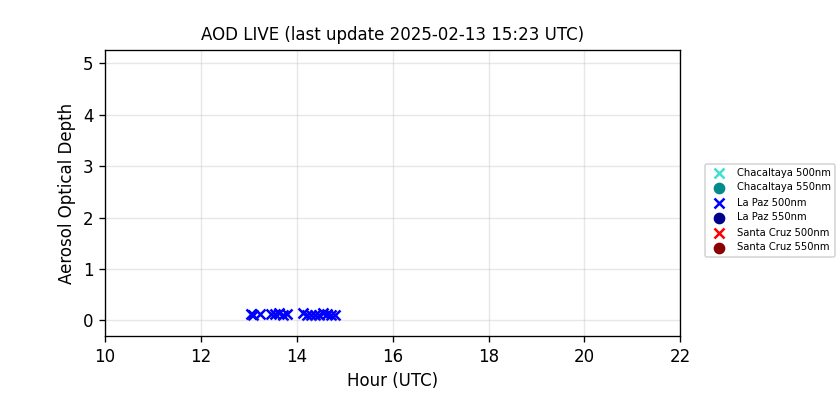 AOD LIVE (last update 2025-02-13 15:23 UTC)
Aerosol Optical Depth
5
4
3
2
1
0
10 12 14 16 18 20 22
Hour (UTC)
Chacaltaya 500nm
Chacaltaya 550nm
La Paz 500nm
La Paz 550nm
Santa Cruz 500nm
Santa Cruz 550nm